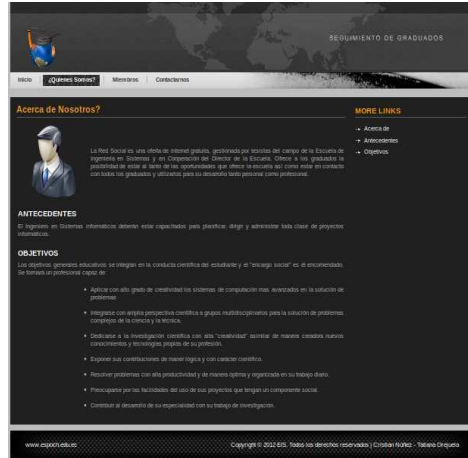 SEGUIMIENTO DE GRADUADOS
Inicio
¿Quienes Somos?
Miembros
Contactarnos
Acerca de Nosotros?
La Red Social es una oferta de internet gratuita, gestionada por tesistas del campo de la Escuela de
Ingeniería en Sistemas y en Cooperación del Director de la Escuela. Ofrece a los graduados la
posibilidad de estar al tanto de las oportunidades que ofrece la escuela así como estar en contacto
con todos los graduados y utilizarlos para su desarrollo tanto personal como profesional.
ANTECEDENTES
El Ingeniero en Sistemas Informáticos deberán estar capacitados para planificar, dirigir y administrar toda clase de proyectos
informáticos.
OBJETIVOS
Los objetivos generales educativos se integran en la conducta científica del estudiante y el "encargo social" es él encomendado.
Se formará un profesional capaz de:
Aplicar con alto grado de creatividad los sistemas de computación mas avanzados en la solución de
problemas
Integrarse con amplia perspectiva científica a grupos multidisciplinarios para la solución de problemas
complejos de la ciencia y la técnica.
Dedicarse a la investigación científica con alta "creatividad" asimilar de manera creadora nuevos
conocimientos y tecnologías propias de su profesión.
Exponer sus contribuciones de manera lógica y con carácter científico.
Resolver problemas con alta productividad y de manera óptima y organizada en su trabajo diario.
Preocuparse por las facilidades del uso de sus proyectos que tengan un componente social.
Contribuir al desarrollo de su especialidad con su trabajo de investigación.
MORE LINKS
Acerca de
Antecedentes
Objetivos
www.espoch.edu.ec
Copyright © 2012 EIS. Todos los derechos reservados | Cristian Núñez - Tatiana Orejuela